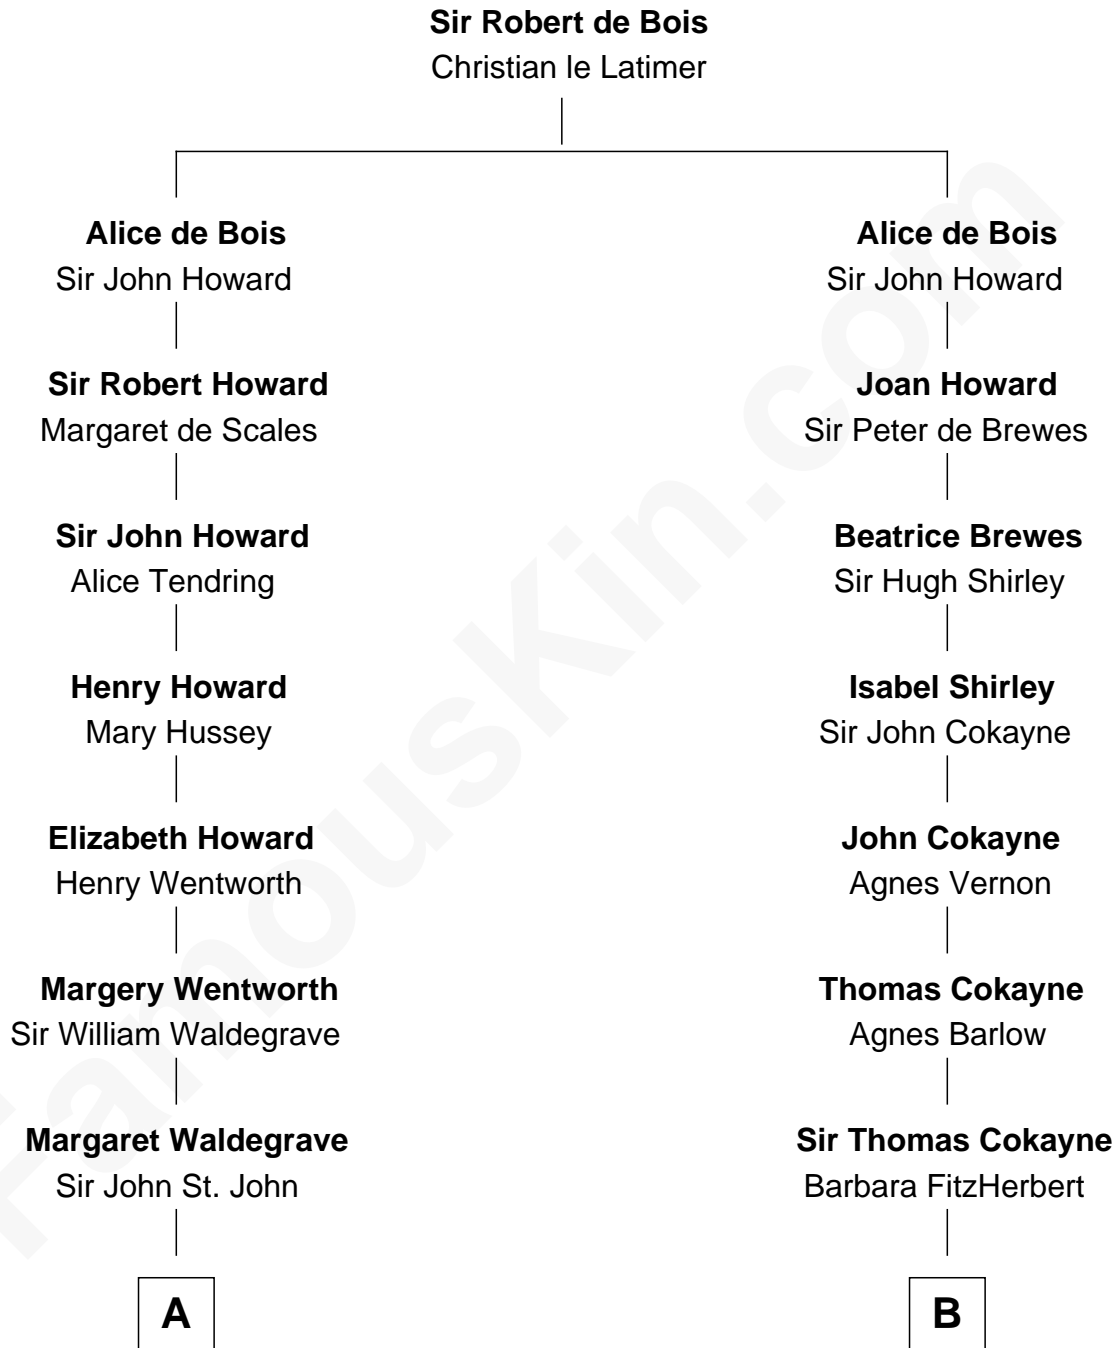 Sir Robert de Bois
Christian le Latimer
Alice de Bois
Sir John Howard
Sir Robert Howard
Margaret de Scales
Sir John Howard
Alice Tendring
Henry Howard
Mary Hussey
Elizabeth Howard
Henry Wentworth
Margery Wentworth
Sir William Waldegrave
Margaret Waldegrave
Sir John St. John
A
Alice de Bois
Sir John Howard
Joan Howard
Sir Peter de Brewes
Beatrice Brewes
Sir Hugh Shirley
Isabel Shirley
Sir John Cokayne
John Cokayne
Agnes Vernon
Thomas Cokayne
Agnes Barlow
Sir Thomas Cokayne
Barbara FitzHerbert
B
FamousKin.com